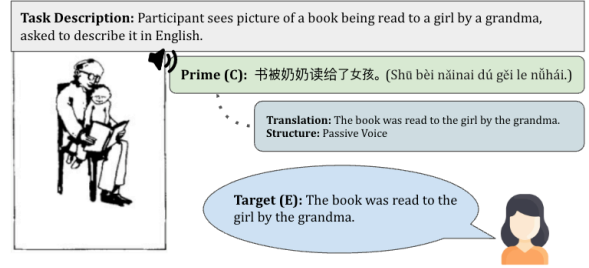 Task Description: Participant sees picture of a book being read to a girl by a grandma,
asked to describe it in English.
Prime (C): 书被奶奶读给了女孩。(Shū bèi nǎinai dú gěi le nǚhái.)
Translation: The book was read to the girl by the grandma.
Structure: Passive Voice
Target (E): The book was read to the
girl by the grandma.